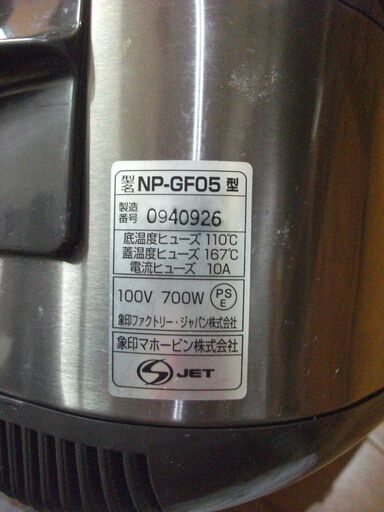 型名 NP-GF05 型
製造番号 0940926
底温度ヒューズ 110℃
蓋温度ヒューズ 167℃
電流ヒューズ 10A
100V 700W PSE
象印ファクトリー・ジャパン株式会社
象印マホービン株式会社
S JET